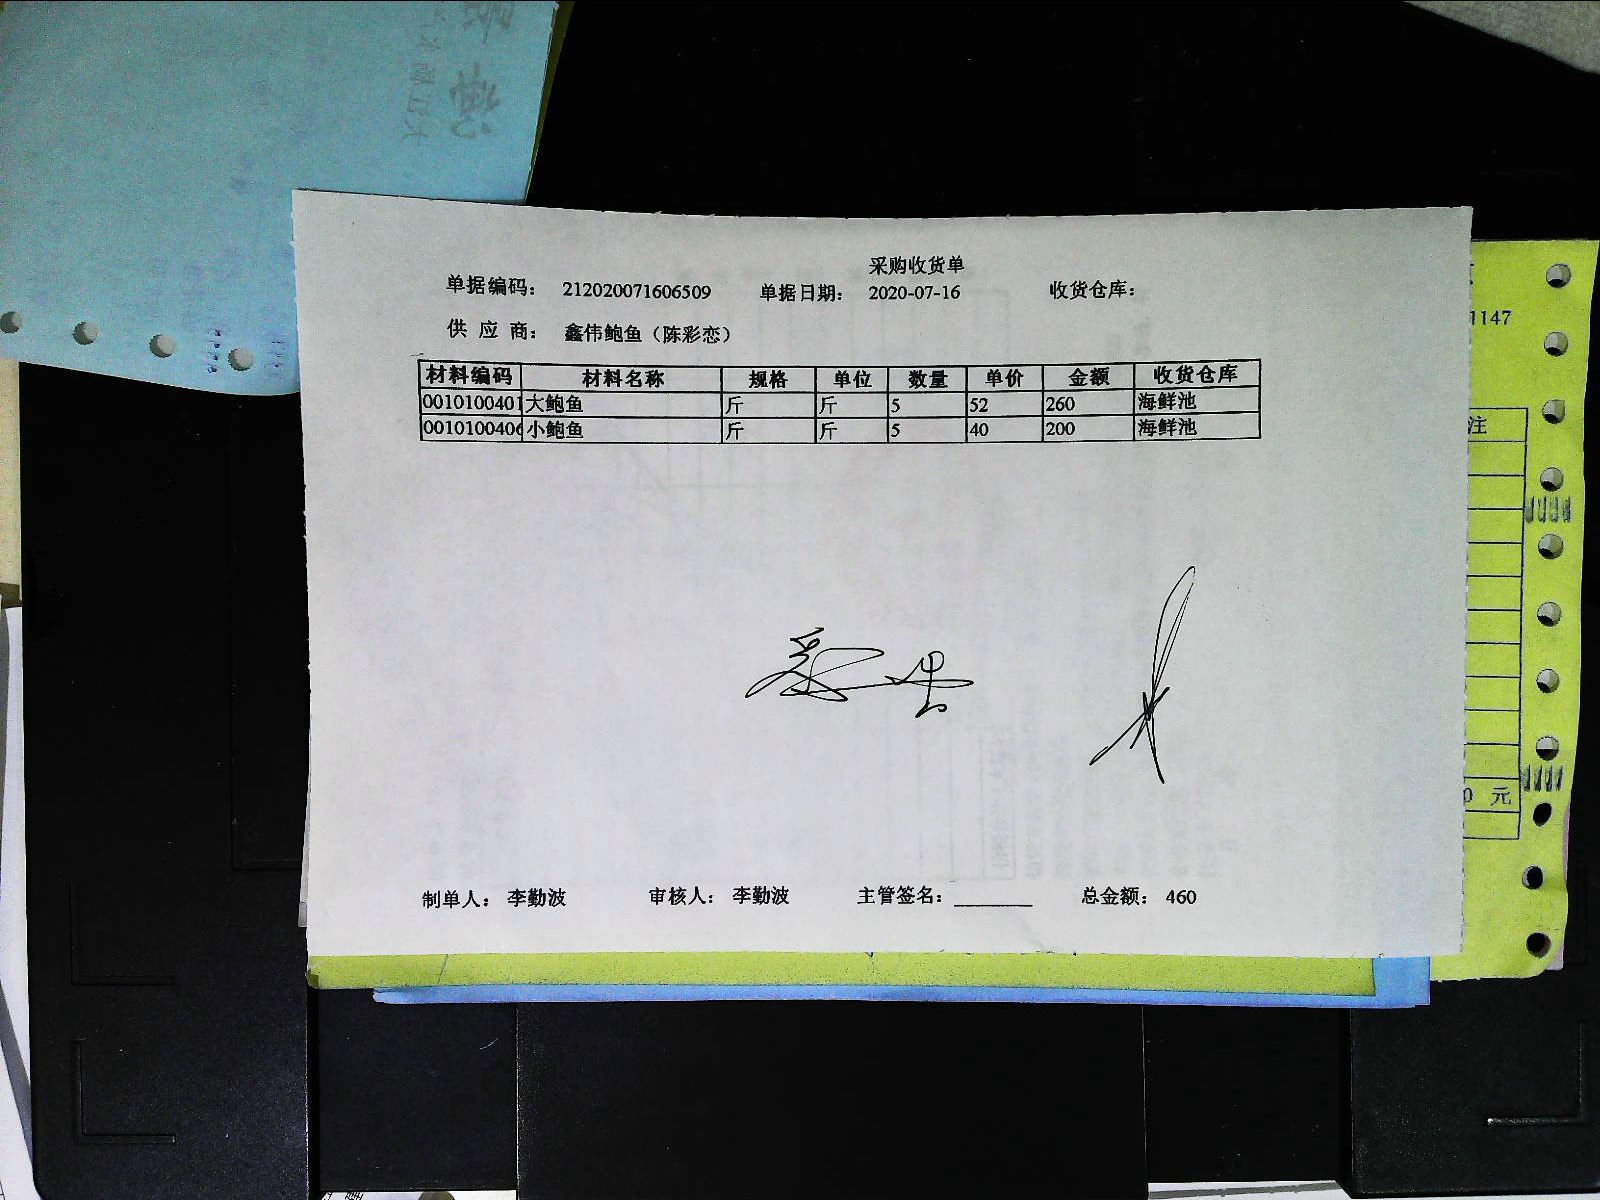 采购收货单
单据编码： 212020071606509 单据日期： 2020-07-16 收货仓库：
供 应 商： 鑫伟鲍鱼（陈彩恋）
材料编码 材料名称 规格 单位 数量 单价 金额 收货仓库
0010100401 大鲍鱼 斤 斤 5 52 260 海鲜池
001010040 小鲍鱼 斤 斤 5 40 200 海鲜池
制单人： 李勤波 审核人： 李勤波 主管签名： 总金额： 460
1147
注
0 元